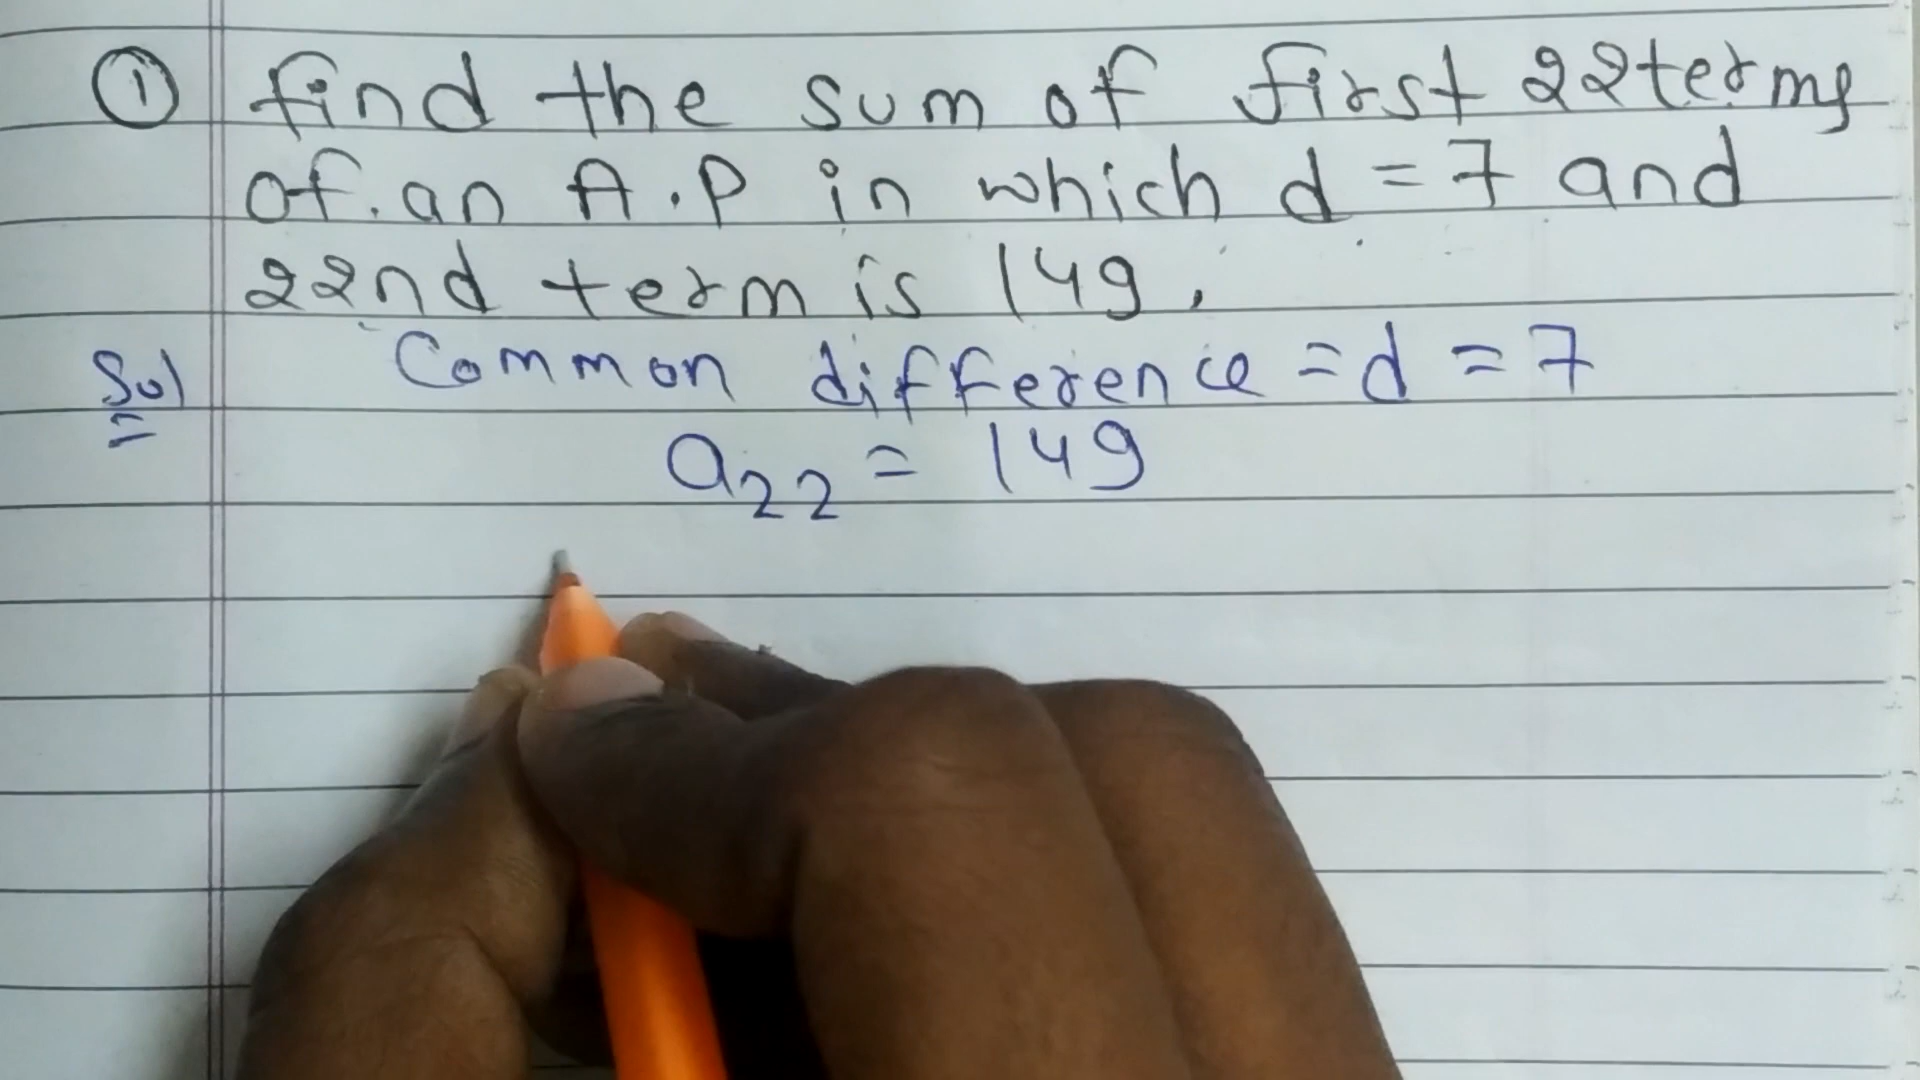 ① find the sum of first 22terms
of.an A.P in which d = 7 and
22nd term is 149.
Sol Common difference = d = 7
a₂₂ = 149